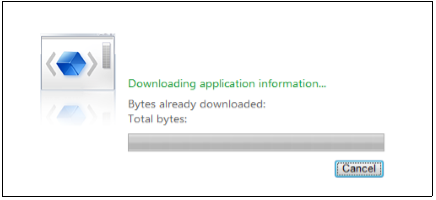 Downloading application information...
Bytes already downloaded:
Total bytes:
Cancel